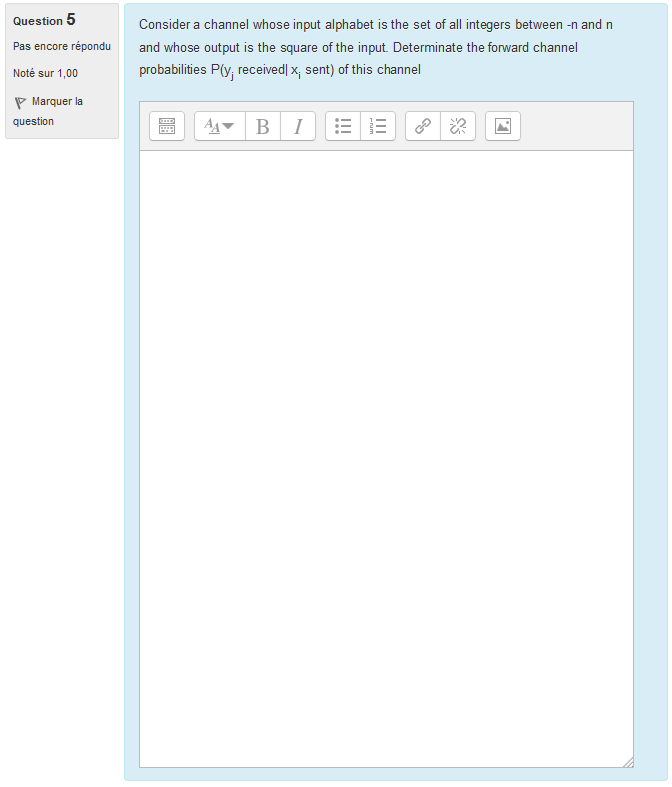 Question 5
Pas encore répondu
Noté sur 1,00
Marquer la
question
Consider a channel whose input alphabet is the set of all integers between -n and n
and whose output is the square of the input. Determinate the forward channel
probabilities P(yj received| xi sent) of this channel